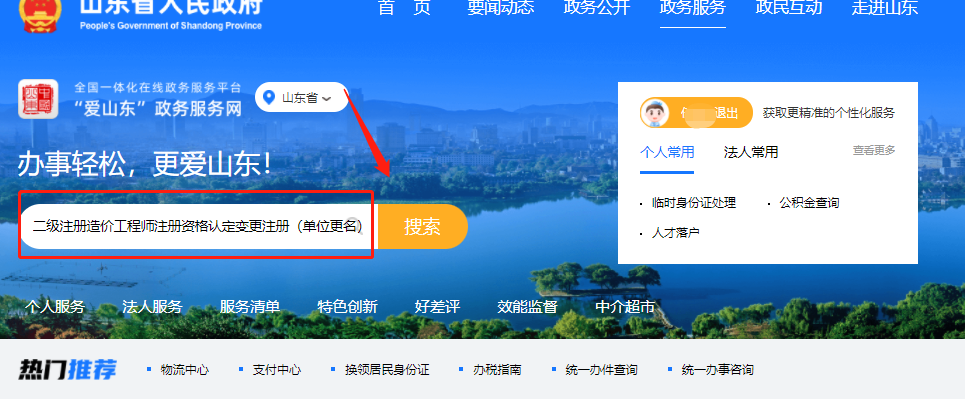 山东省人民政府
People's Government of Shandong Province
首 页 要闻动态 政务公开 政务服务 政民互动 走进山东
全国一体化在线政务服务平台
“爱山东”政务服务网
山东省
退出 获取更精准的个性化服务
个人常用 法人常用 查看更多
办事轻松，更爱山东！
临时身份证处理 公积金查询
二级注册造价工程师注册资格认定变更注册（单位更名） 搜索
人才落户
个人服务 法人服务 服务清单 特色创新 好差评 效能监督 中介超市
热门推荐 物流中心 支付中心 换领居民身份证 办税指南 统一办件查询 统一办事咨询